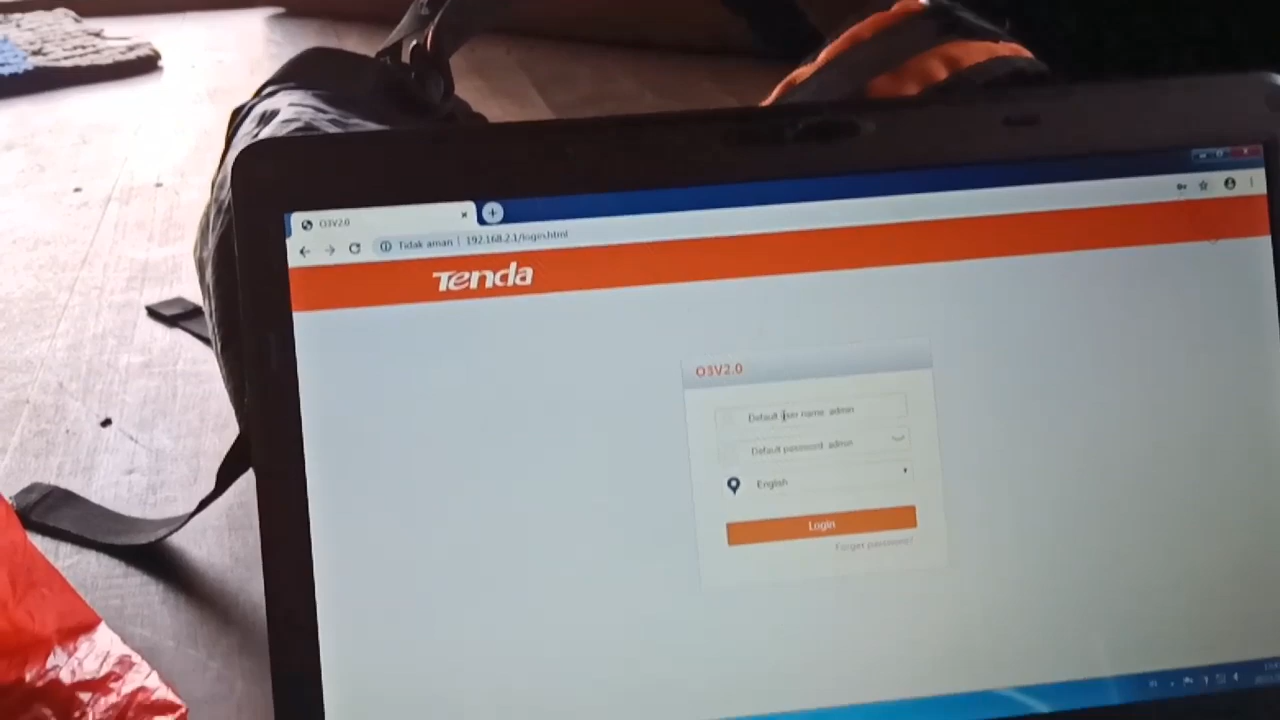 O3V2.0
Tidak aman | 192.168.2.1/login.html
Tenda
O3V2.0
Default user name admin
Default password admin
English
Login
Forget password?